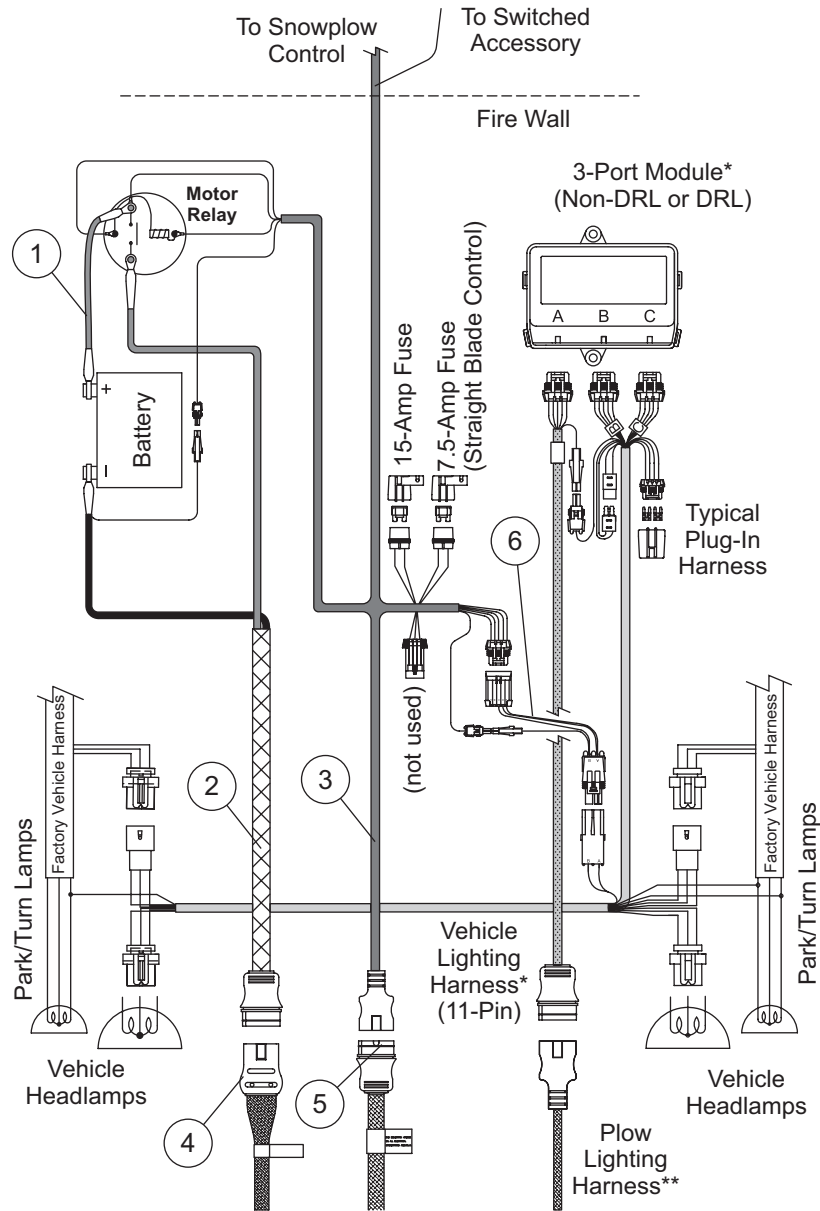 To Snowplow
Control
To Switched
Accessory
Fire Wall
3-Port Module*
(Non-DRL or DRL)
Motor
Relay
1
A B C
15-Amp Fuse
7.5-Amp Fuse
(Straight Blade Control)
+
Battery
6
Typical
Plug-In
Harness
(not used)
2
3
Factory Vehicle Harness
Park/Turn Lamps
Factory Vehicle Harness
Park/Turn Lamps
Vehicle
Lighting
Harness*
(11-Pin)
Vehicle
Headlamps
4
5
Vehicle
Headlamps
Plow
Lighting
Harness**